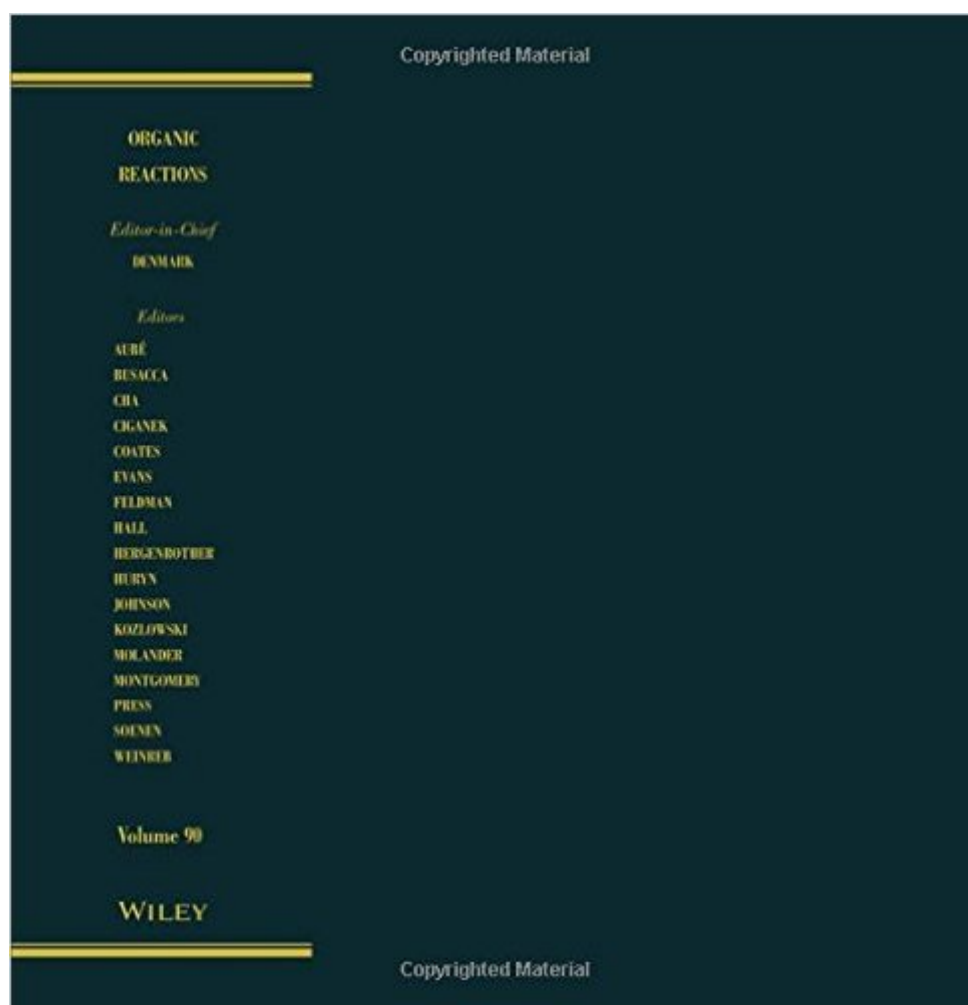 Copyrighted Material
ORGANIC
REACTIONS
Editor-in-Chief
DENMARK
Editors
AUBÉ
BUSACCA
CHA
CIGANEK
COATES
EVANS
FELDMAN
HALL
HERGENROTHER
HURYN
JOHNSON
KOZLOWSKI
MOLANDER
MONTGOMERY
PRESS
SOENEN
WEINREB
Volume 90
WILEY
Copyrighted Material